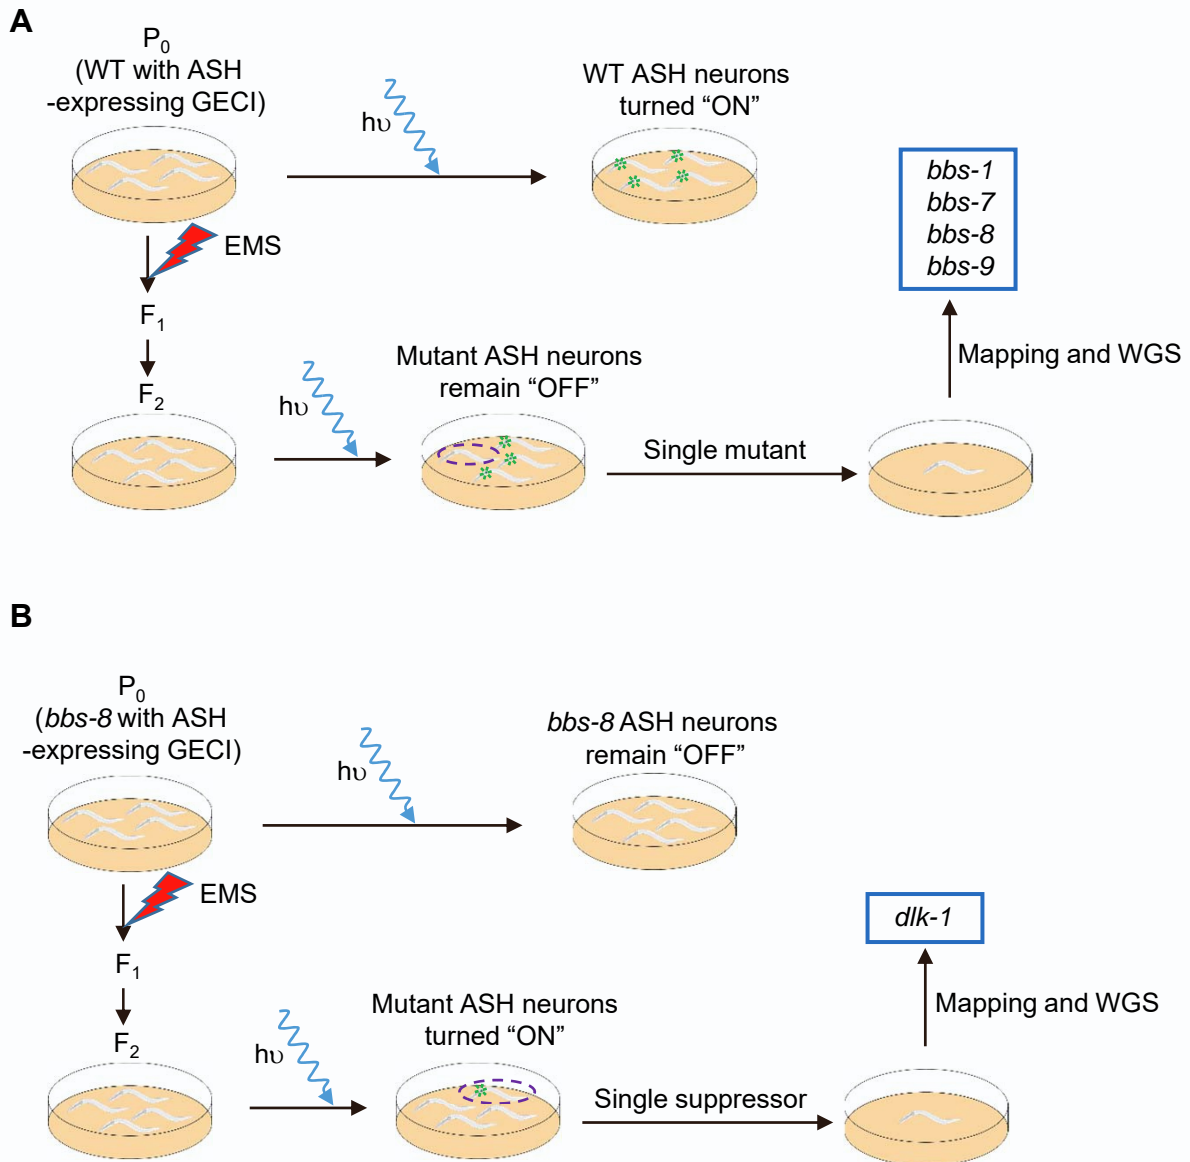 A
P₀
(WT with ASH
-expressing GECI)
hυ
WT ASH neurons
turned “ON”
bbs-1
bbs-7
bbs-8
bbs-9
EMS
F₁
Mapping and WGS
F₂
hυ
Mutant ASH neurons
remain “OFF”
Single mutant
B
P₀
(bbs-8 with ASH
-expressing GECI)
hυ
bbs-8 ASH neurons
remain “OFF”
EMS
dlk-1
F₁
Mapping and WGS
F₂
hυ
Mutant ASH neurons
turned “ON”
Single suppressor